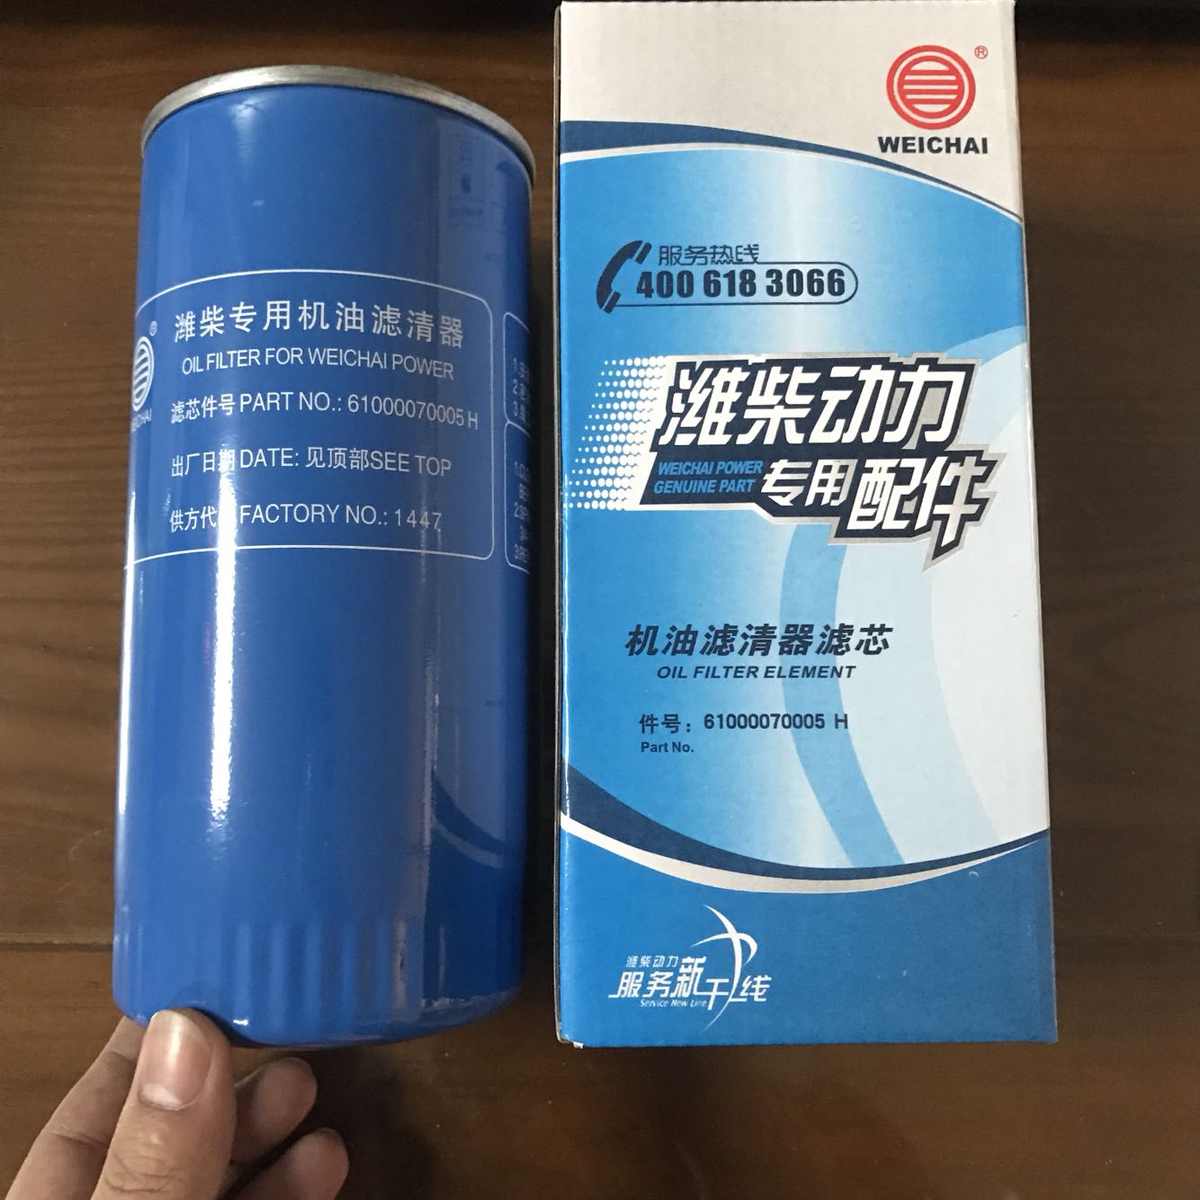 潍柴专用机油滤清器
OIL FILTER FOR WEICHAI POWER
滤芯件号 PART NO.: 61000070005 H
出厂日期 DATE: 见顶部SEE TOP
供方代 FACTORY NO.: 1447
®
WEICHAI
服务热线
400 618 3066
潍柴动力
WEICHAI POWER
GENUINE PART
专用配件
机油滤清器滤芯
OIL FILTER ELEMENT
件号: 61000070005 H
Part No.
潍柴动力
服务新干线
Service New Line